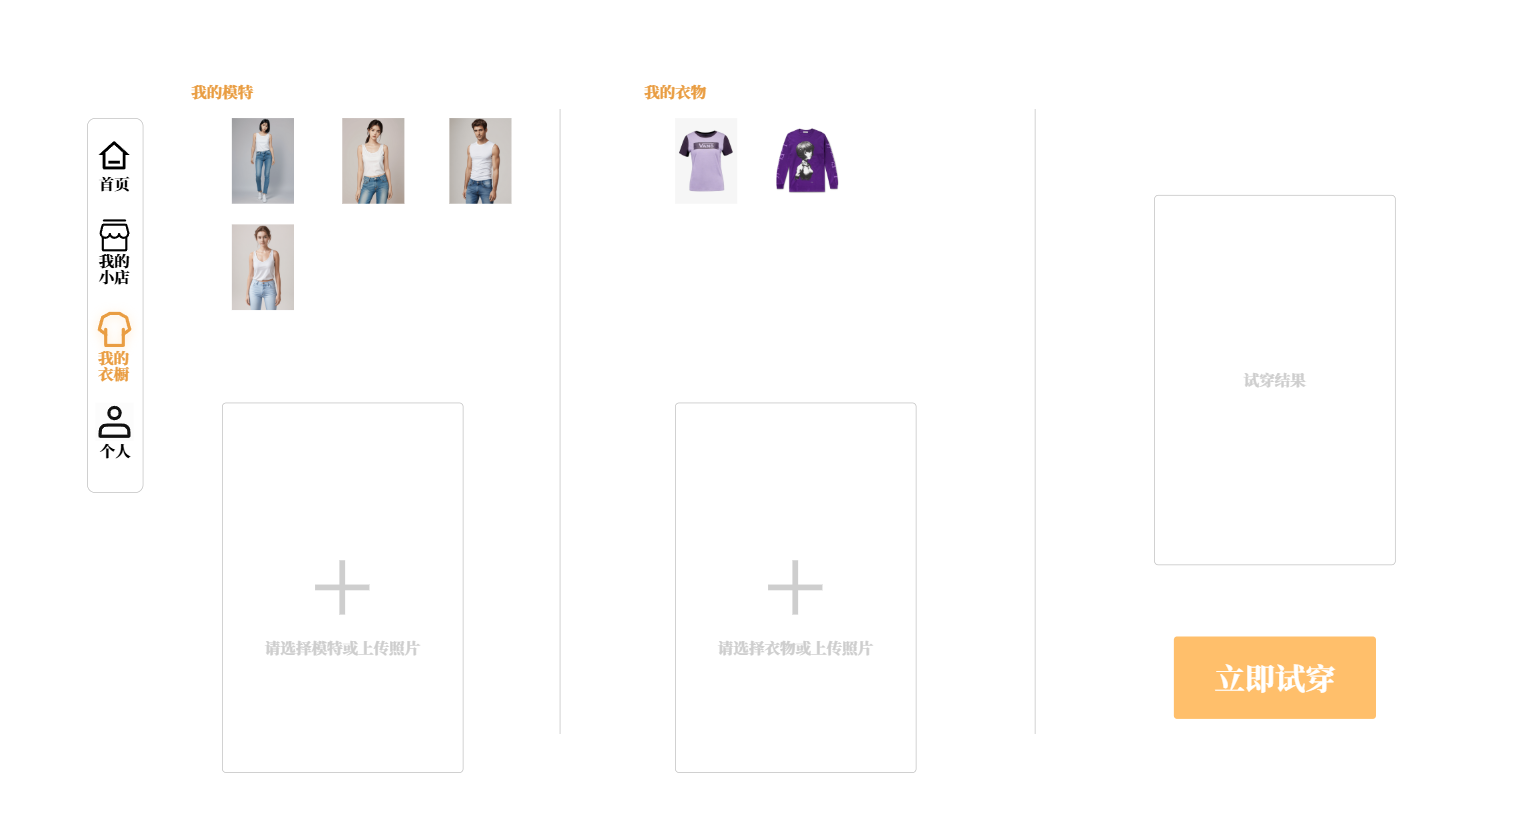 首页
我的
小店
我的
衣橱
个人
我的模特
请选择模特或上传照片
我的衣物
VANS
请选择衣物或上传照片
试穿结果
立即试穿